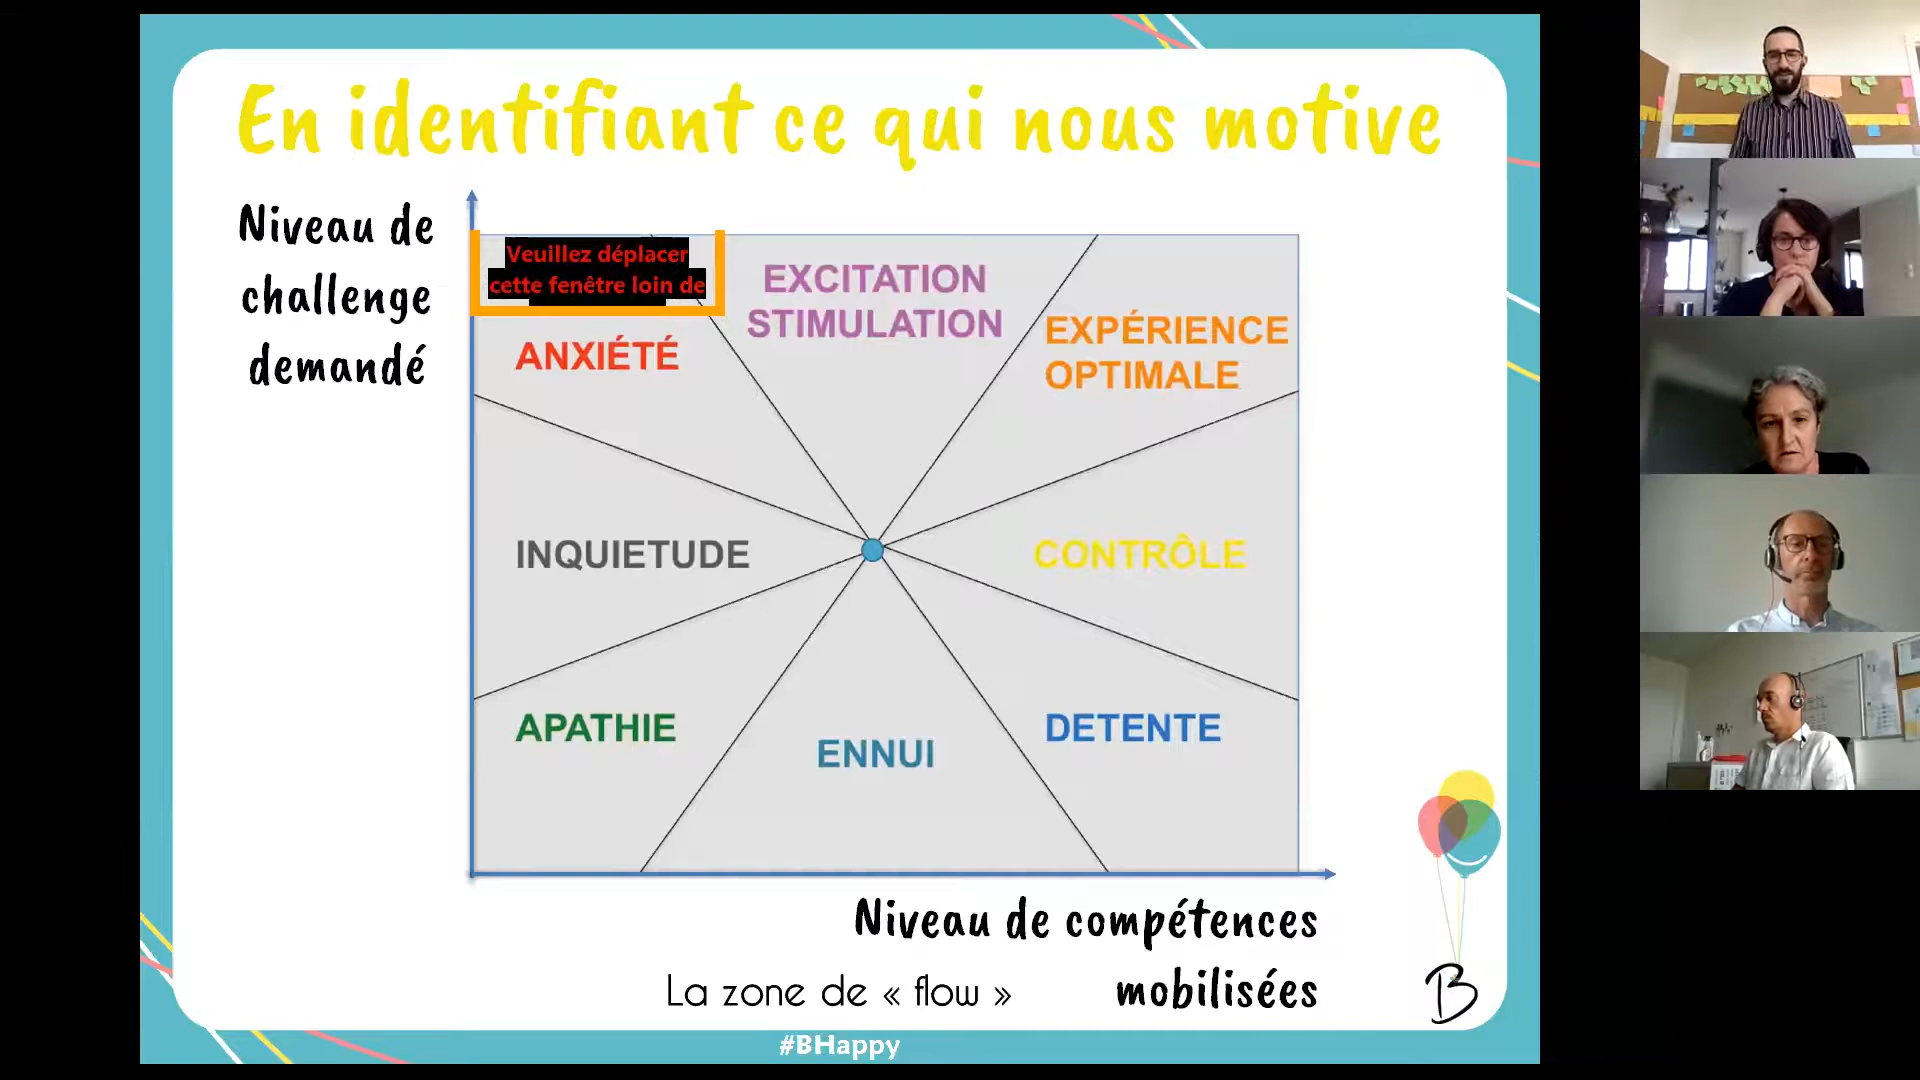 En identifiant ce qui nous motive
Niveau de
challenge
demandé
Veuillez déplacer
cette fenêtre loin de
EXCITATION
STIMULATION
EXPÉRIENCE
OPTIMALE
ANXIÉTÉ
INQUIETUDE
CONTRÔLE
APATHIE
ENNUI
DETENTE
Niveau de compétences
mobilisées
La zone de « flow »
B
#BHappy